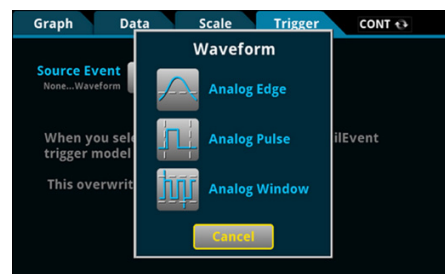 Graph Data Scale Trigger CONT
Waveform
Source Event
None...Waveform
Analog Edge
When you sele ilEvent
trigger model
Analog Pulse
This overwrit
Analog Window
Cancel